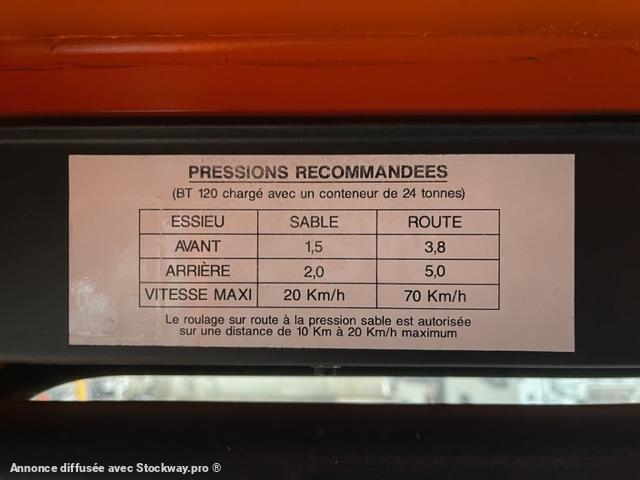 PRESSIONS RECOMMANDEES
(BT 120 chargé avec un conteneur de 24 tonnes)
ESSIEU SABLE ROUTE
AVANT 1,5 3,8
ARRIÈRE 2,0 5,0
VITESSE MAXI 20 Km/h 70 Km/h
Le roulage sur route à la pression sable est autorisée
sur une distance de 10 Km à 20 Km/h maximum
Annonce diffusée avec Stockway.pro ®